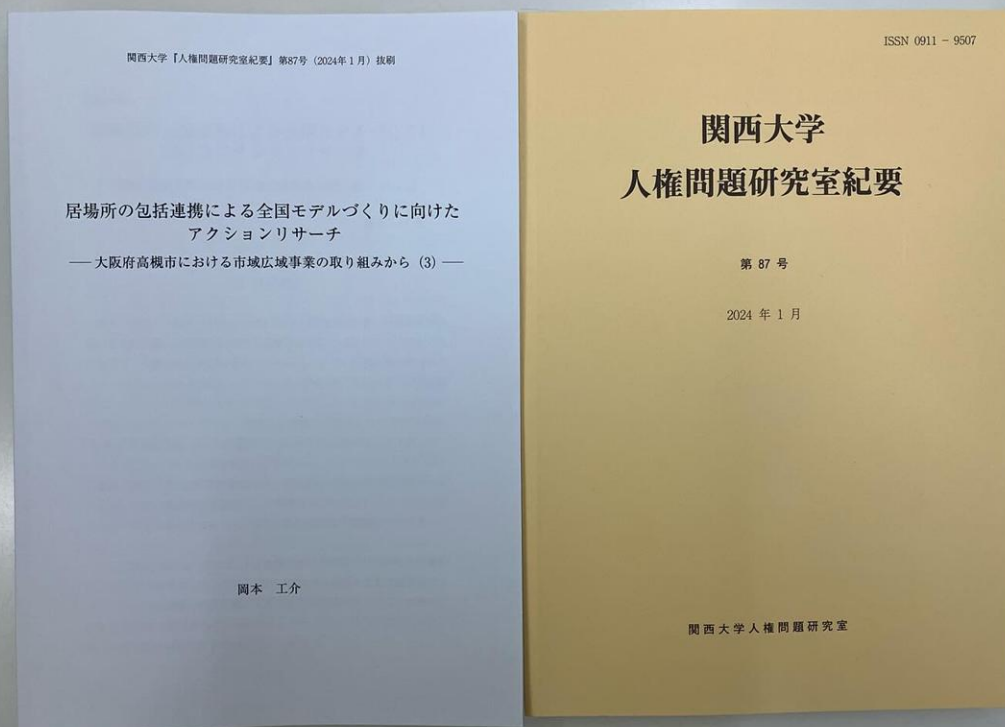 関西大学『人権問題研究室紀要』第87号（2024年１月）抜刷
居場所の包括連携による全国モデルづくりに向けた
アクションリサーチ
── 大阪府高槻市における市域広域事業の取り組みから（3）──
岡本　工介
ISSN 0911－9507
関西大学
人権問題研究室紀要
第 87 号
2024 年 1 月
関西大学人権問題研究室